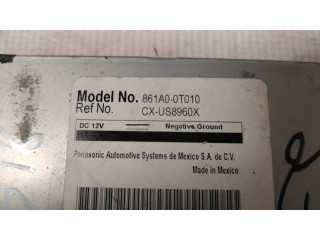 Model No. 861A0-0T010
Ref No. CX-US8960X
DC 12V Negative Ground
Panasonic Automotive Systems de Mexico S.A. de C.V.
Made in Mexico